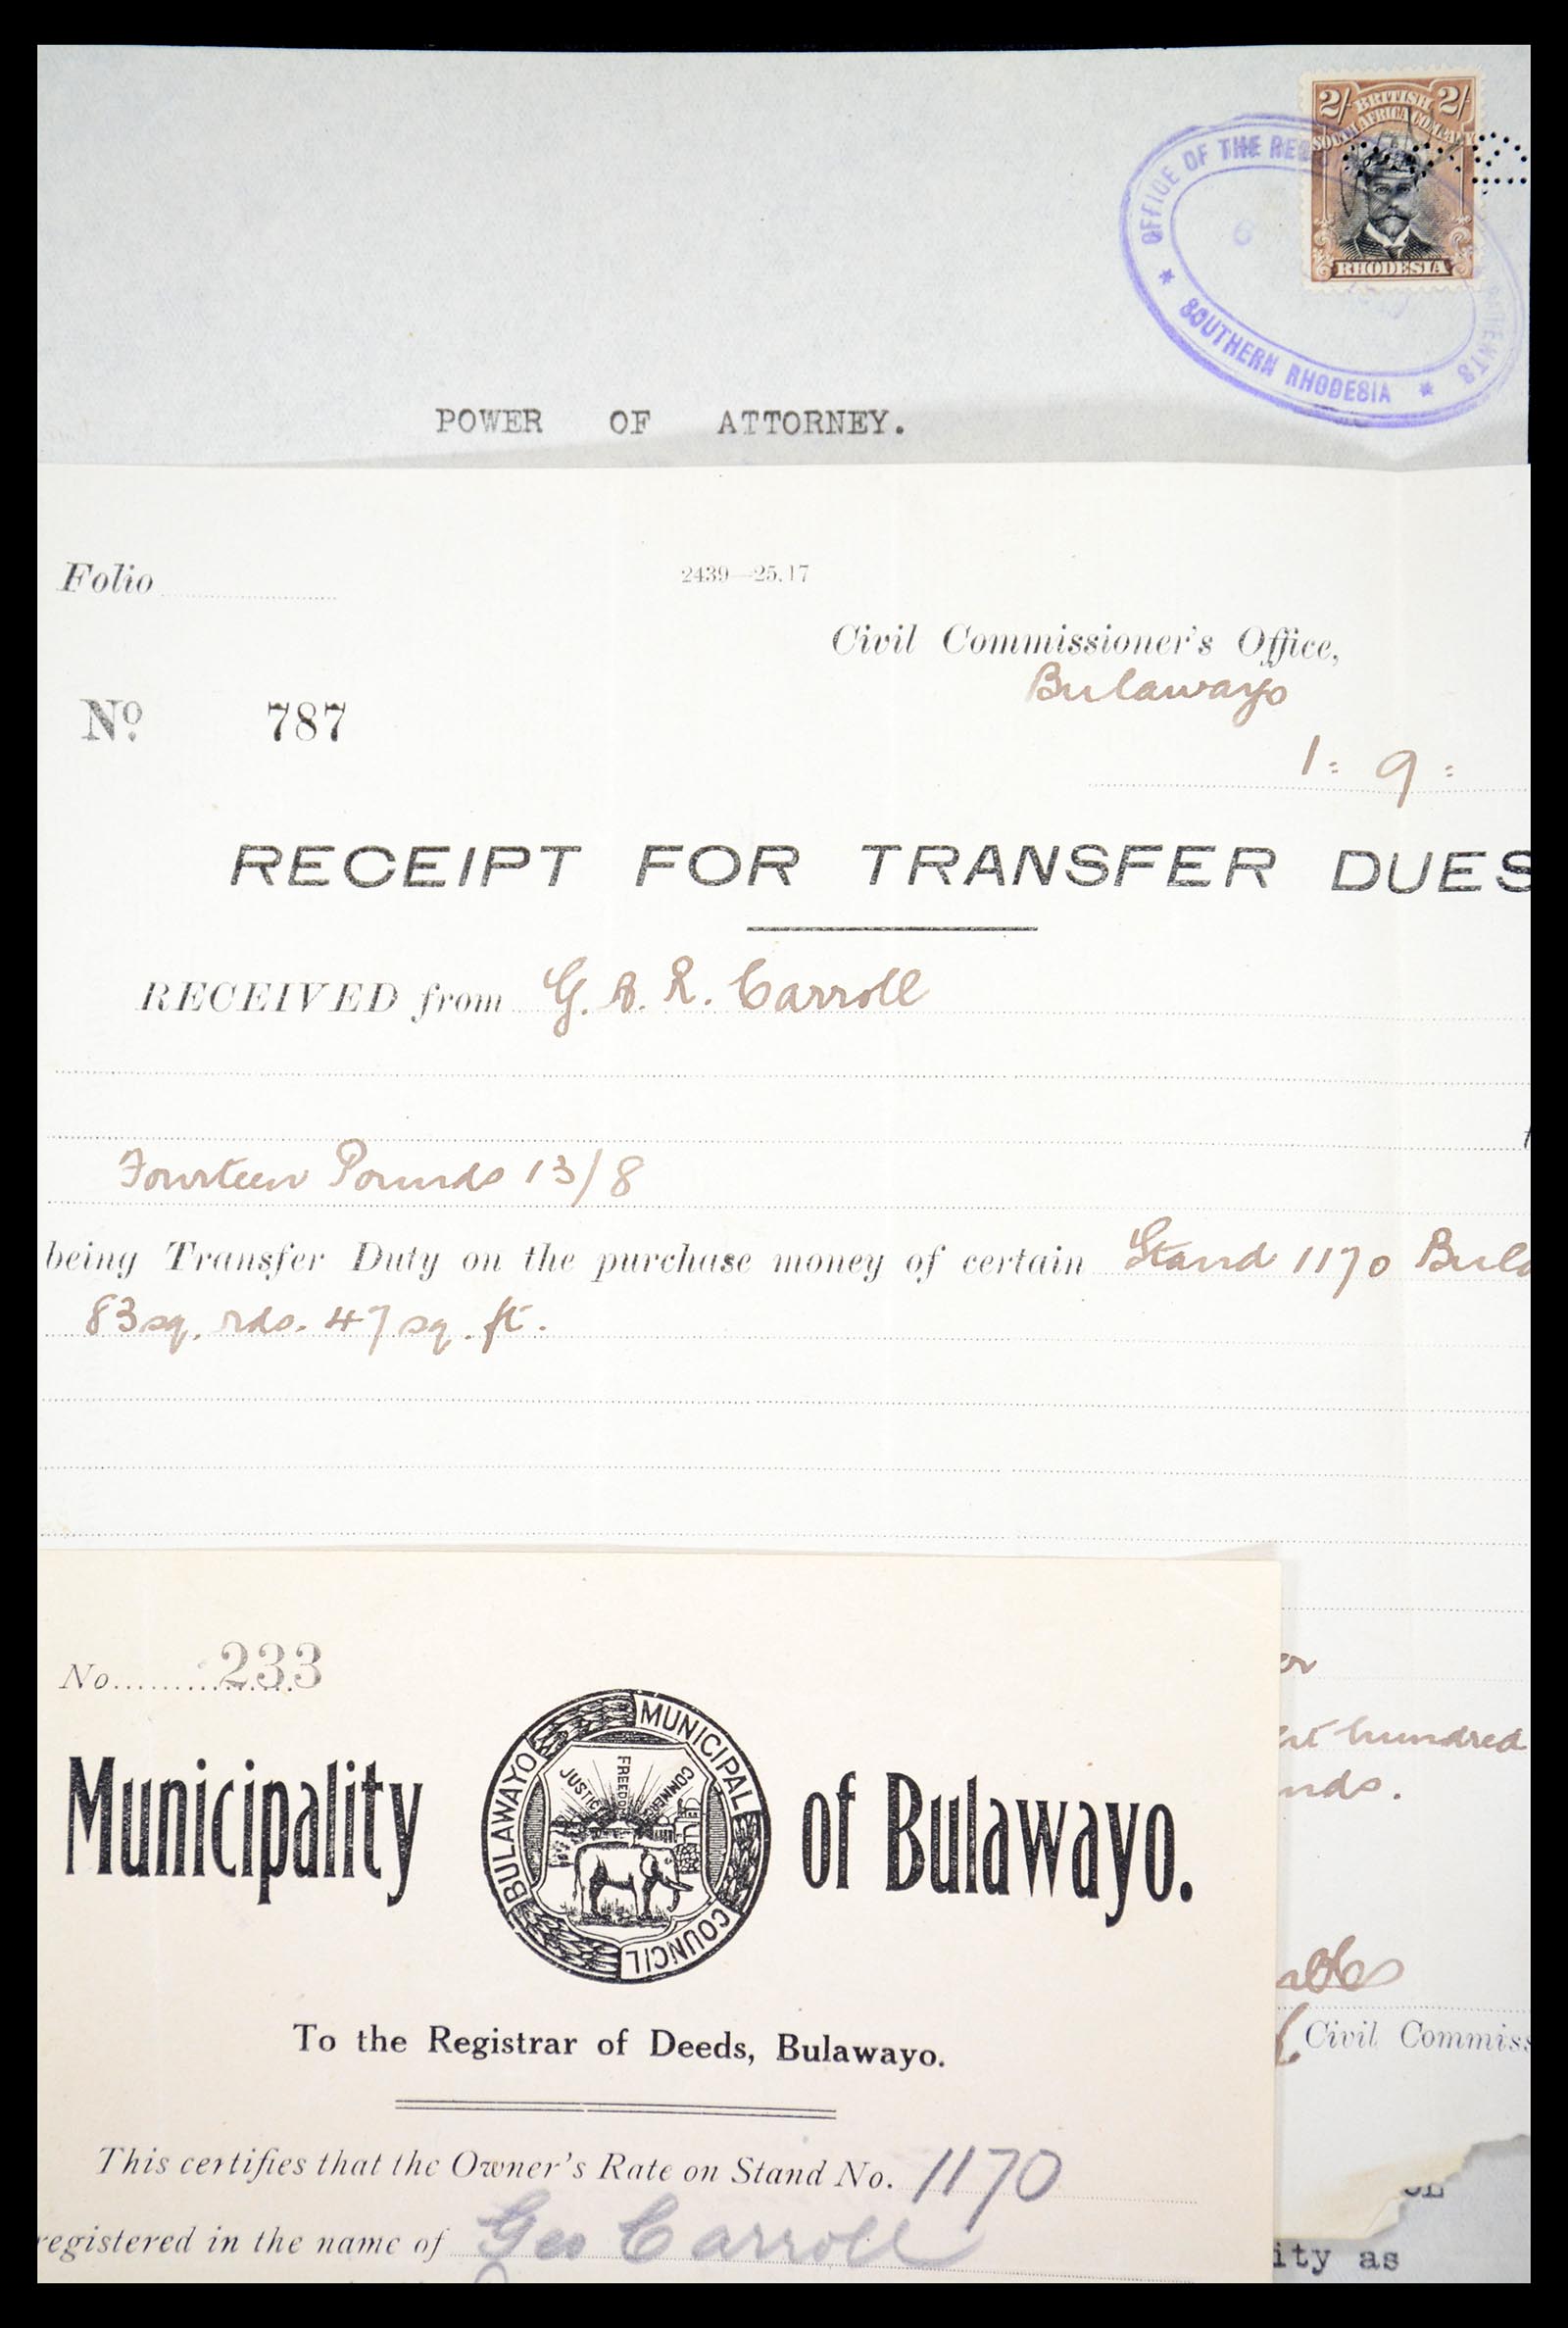 2/- BRITISH 2/-
SOUTH AFRICA COMPANY
RHODESIA
OFFICE OF THE
SOUTHERN RHODESIA
POWER OF ATTORNEY.
Folio
2439—25.17
Civil Commissioner's Office,
Bulawayo
No. 787
1: 9:
RECEIPT FOR TRANSFER DUES
RECEIVED from G. A. R. Carroll
Fourteen Pounds 13/8
being Transfer Duty on the purchase money of certain Stand 1170 Bula
83 sq. rds. 47 sq. ft.
hundred
No. 233
Municipality of Bulawayo.
BULAWAYO MUNICIPAL COUNCIL
JUSTICE FREEDOM COMMERCE
To the Registrar of Deeds, Bulawayo.
Civil Commiss
This certifies that the Owner's Rate on Stand No. 1170
registered in the name of Geo Carroll
ity as